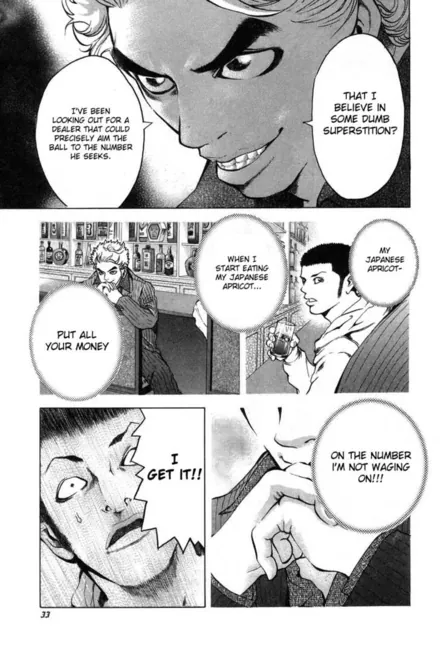 THAT I
BELIEVE IN
SOME DUMB
SUPERSTITION?
I'VE BEEN
LOOKING OUT FOR A
DEALER THAT COULD
PRECISELY AIM THE
BALL TO THE NUMBER
HE SEEKS.
MY
JAPANESE
APRICOT-
WHEN I
START EATING
MY JAPANESE
APRICOT...
PUT ALL
YOUR MONEY
ON THE NUMBER
I'M NOT WAGING
ON!!!
I
GET IT!!
33